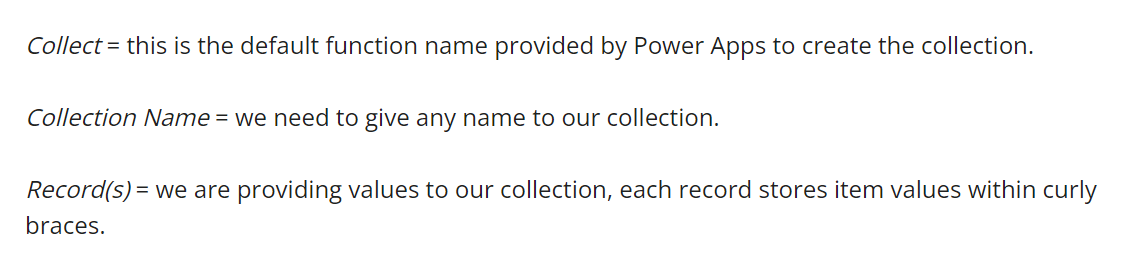 Collect = this is the default function name provided by Power Apps to create the collection.
Collection Name = we need to give any name to our collection.
Record(s) = we are providing values to our collection, each record stores item values within curly
braces.